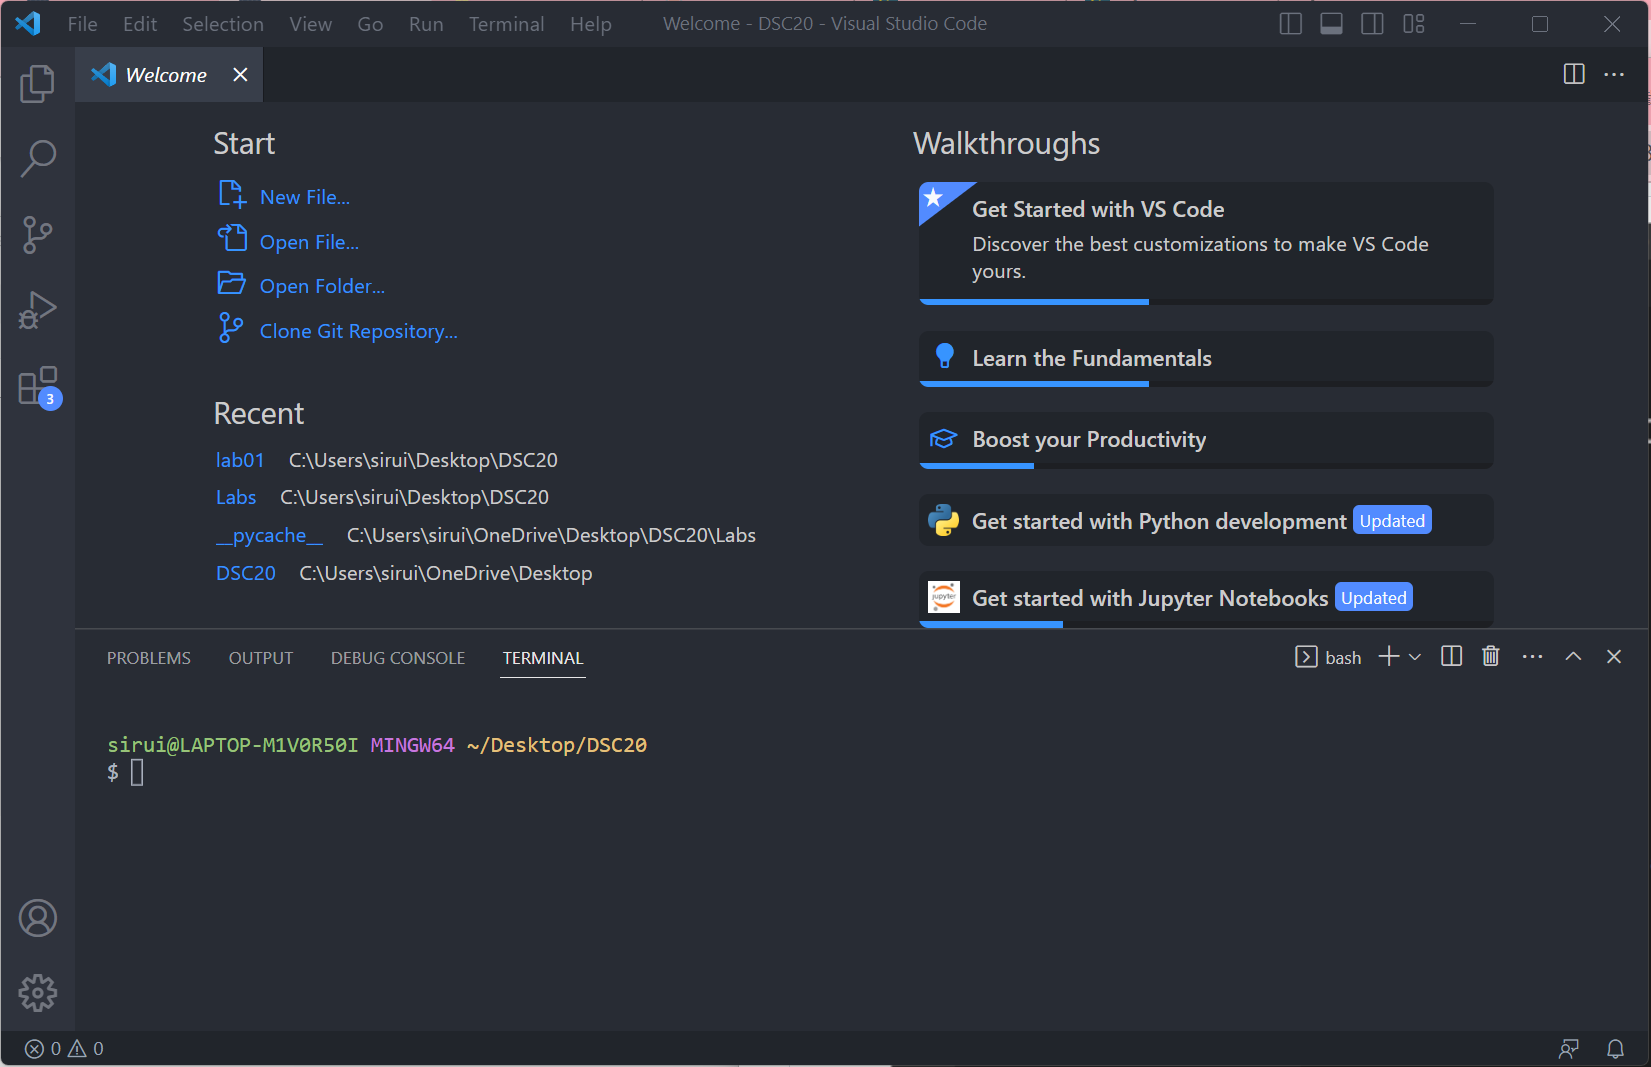 File Edit Selection View Go Run Terminal Help Welcome - DSC20 - Visual Studio Code
Welcome
Start
New File...
Open File...
Open Folder...
Clone Git Repository...
Recent
lab01 C:\Users\sirui\Desktop\DSC20
Labs C:\Users\sirui\Desktop\DSC20
__pycache__ C:\Users\sirui\OneDrive\Desktop\DSC20\Labs
DSC20 C:\Users\sirui\OneDrive\Desktop
Walkthroughs
Get Started with VS Code
Discover the best customizations to make VS Code
yours.
Learn the Fundamentals
Boost your Productivity
Get started with Python development Updated
jupyter
Get started with Jupyter Notebooks Updated
3
PROBLEMS OUTPUT DEBUG CONSOLE TERMINAL bash
sirui@LAPTOP-M1V0R50I MINGW64 ~/Desktop/DSC20
$
0 0